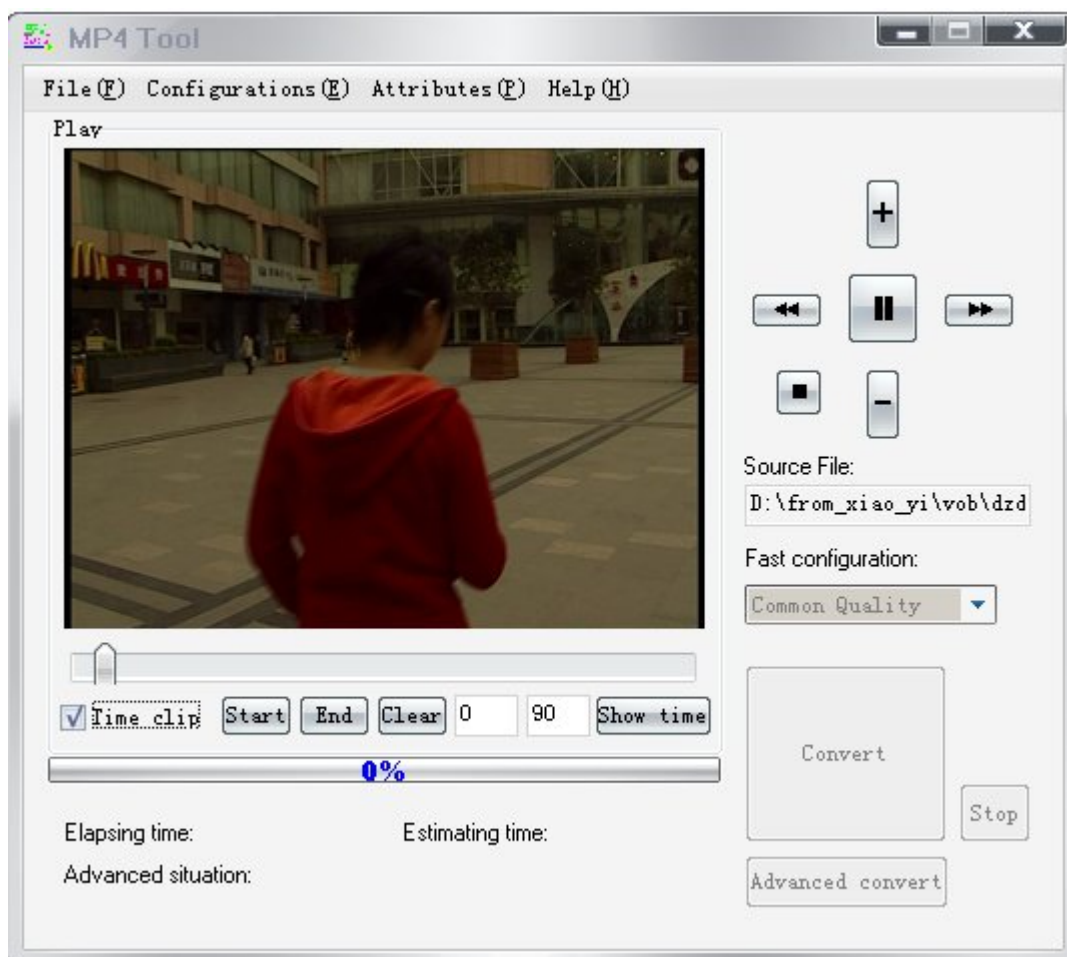 MP4 Tool
File(F) Configurations(E) Attributes(P) Help(H)
Play
Source File:
D:\from_xiao_yi\vob\dzd
Fast configuration:
Common Quality
Time clip Start End Clear 0 90 Show time
0%
Convert
Stop
Elapsing time: Estimating time:
Advanced situation:
Advanced convert